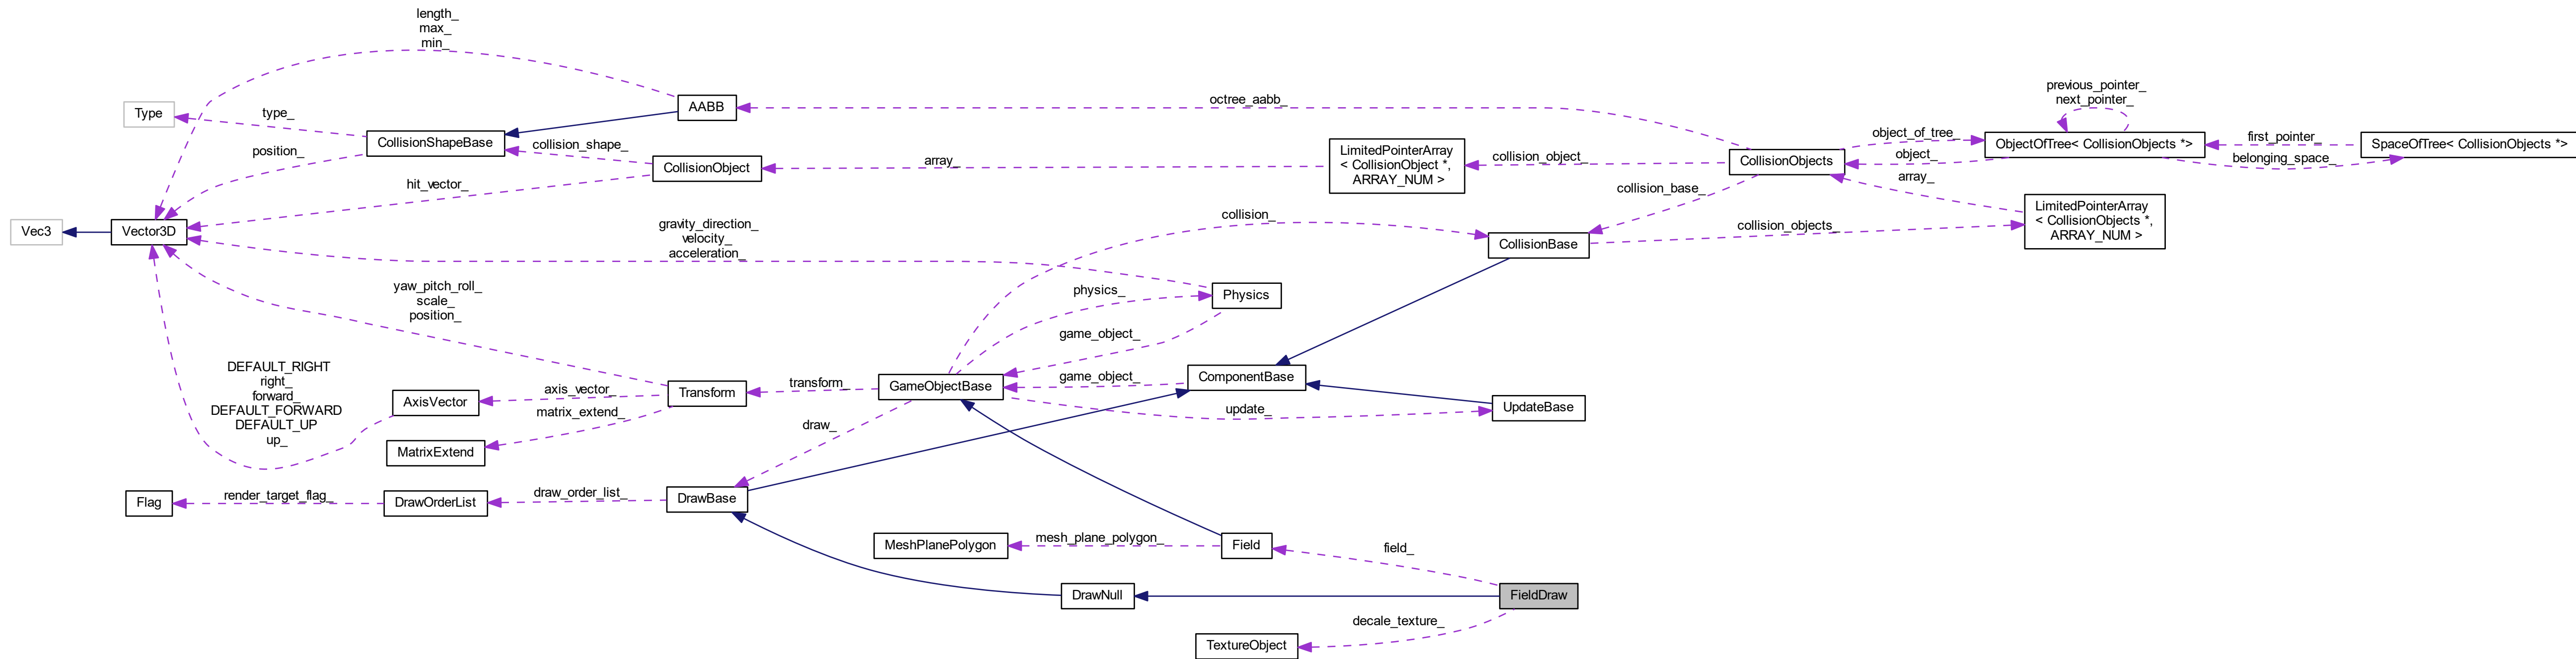 length_
max_
min_
Type
type_
AABB
octree_aabb_
previous_pointer_
next_pointer_
CollisionShapeBase
position_
collision_shape_
CollisionObject
array_
LimitedPointerArray
< CollisionObject *,
ARRAY_NUM >
collision_object_
CollisionObjects
object_of_tree_
object_
ObjectOfTree< CollisionObjects *>
first_pointer_
belonging_space_
SpaceOfTree< CollisionObjects *>
hit_vector_
collision_base_
array_
LimitedPointerArray
< CollisionObjects *,
ARRAY_NUM >
Vec3
Vector3D
gravity_direction_
velocity_
acceleration_
collision_
CollisionBase
collision_objects_
yaw_pitch_roll_
scale_
position_
physics_
Physics
game_object_
DEFAULT_RIGHT
right_
forward_
DEFAULT_FORWARD
DEFAULT_UP
up_
AxisVector
axis_vector_
matrix_extend_
MatrixExtend
Transform
transform_
GameObjectBase
game_object_
ComponentBase
update_
UpdateBase
draw_
Flag
render_target_flag_
DrawOrderList
draw_order_list_
DrawBase
MeshPlanePolygon
mesh_plane_polygon_
Field
field_
DrawNull
FieldDraw
decale_texture_
TextureObject